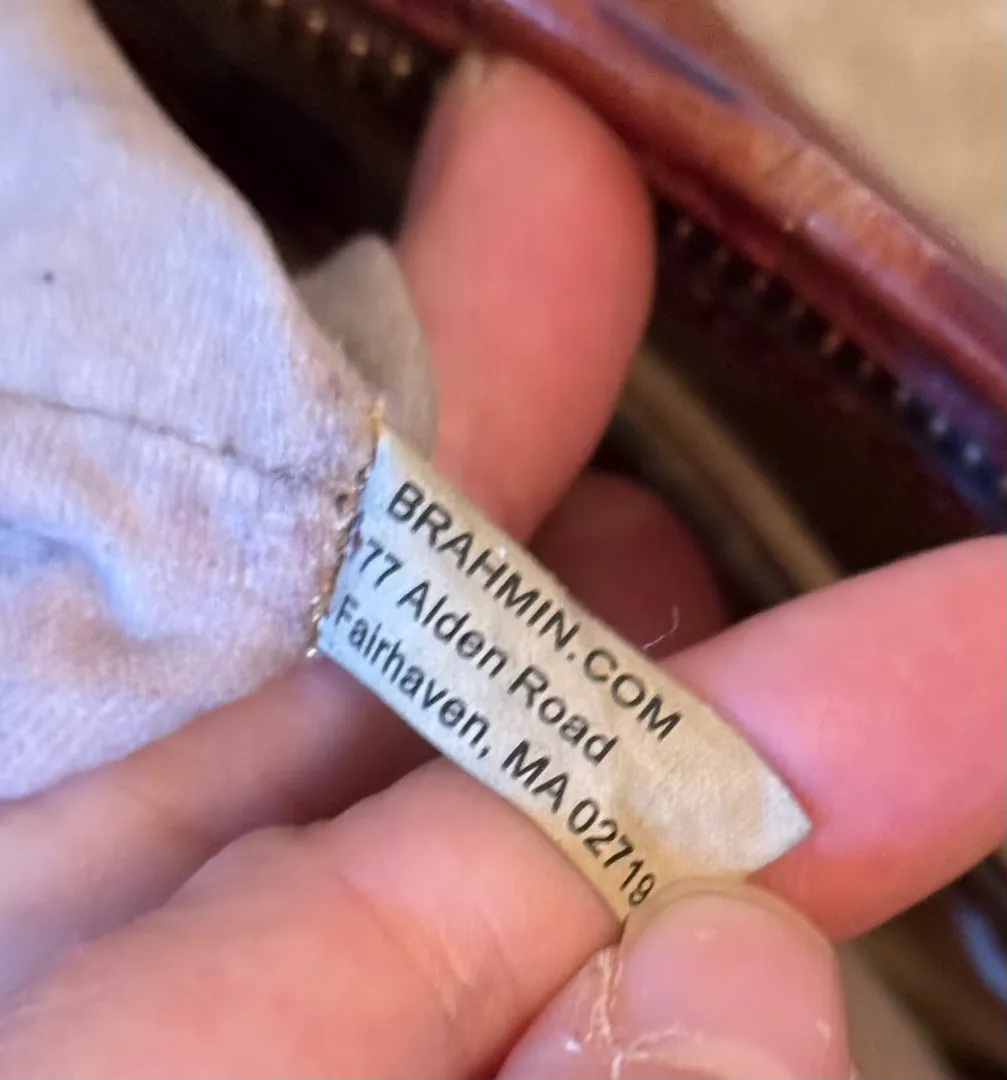 BRAHMIN.COM
77 Alden Road
Fairhaven, MA 02719